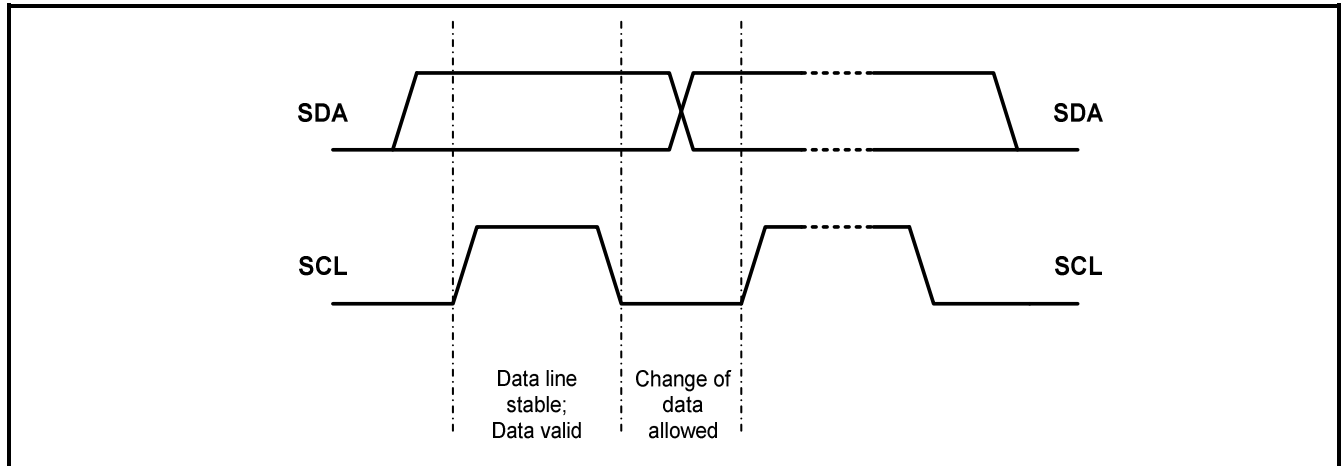 SDA
SDA
SCL
SCL
Data line
stable;
Data valid
Change of
data
allowed